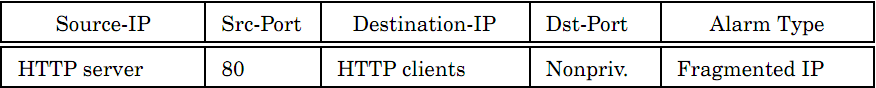 Source-IP Src-Port Destination-IP Dst-Port Alarm Type
HTTP server 80 HTTP clients Nonpriv. Fragmented IP